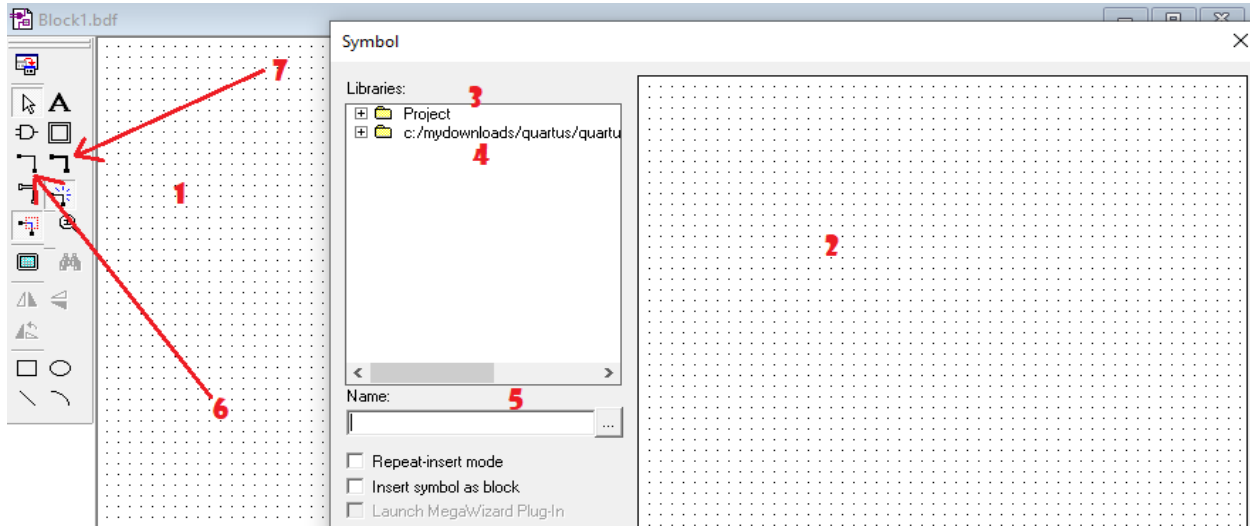 Block1.bdf
Symbol
7
A
Libraries:
3
Project
c:/mydownloads/quartus/quartu
4
1
2
Name:
5
6
...
Repeat-insert mode
Insert symbol as block
Launch MegaWizard Plug-In